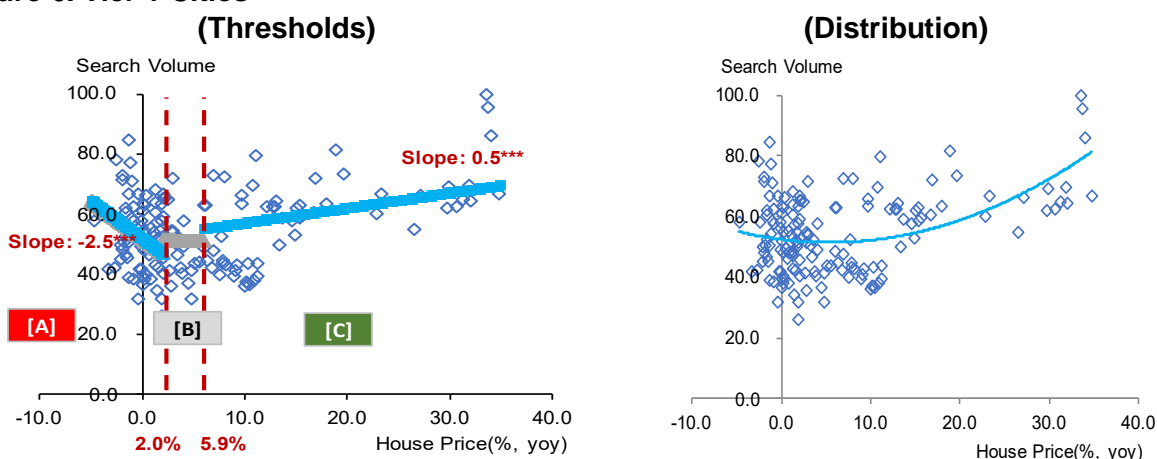 (Thresholds)
Search Volume
100.0
80.0
60.0
40.0
20.0
0.0
-10.0 0.0 10.0 20.0 30.0 40.0
Slope: -2.5***
Slope: 0.5***
[A]
[B]
[C]
2.0% 5.9%
House Price(%, yoy)
(Distribution)
Search Volume
100.0
80.0
60.0
40.0
20.0
0.0
-10.0 0.0 10.0 20.0 30.0 40.0
House Price(%, yoy)